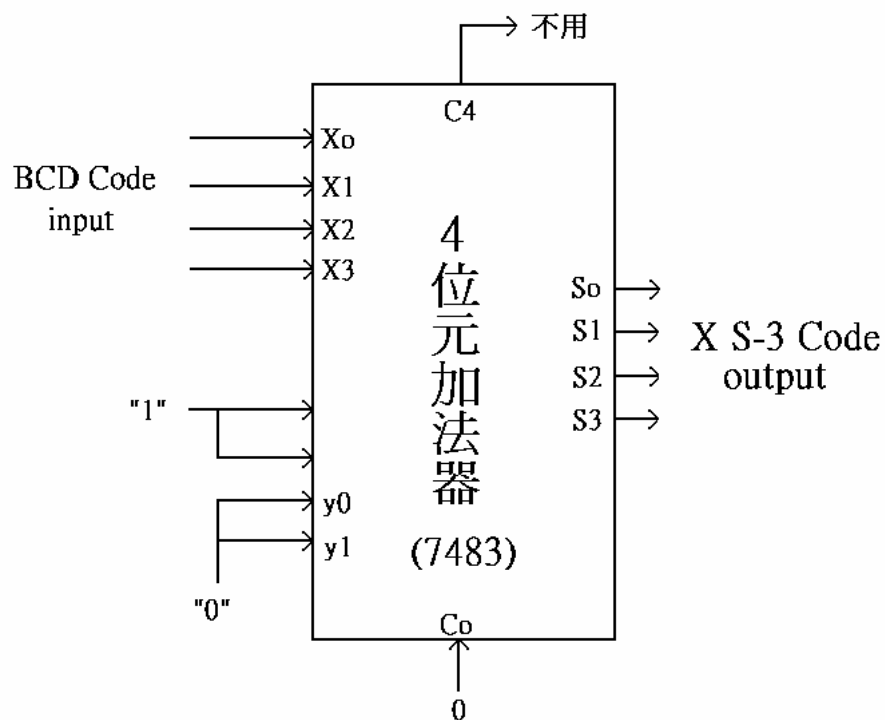 不用
C4
BCD Code
input
Xo
X1
X2
X3
4
位
元
加
法
器
(7483)
So
S1
S2
S3
X S-3 Code
output
"1"
y0
y1
"0"
Co
0